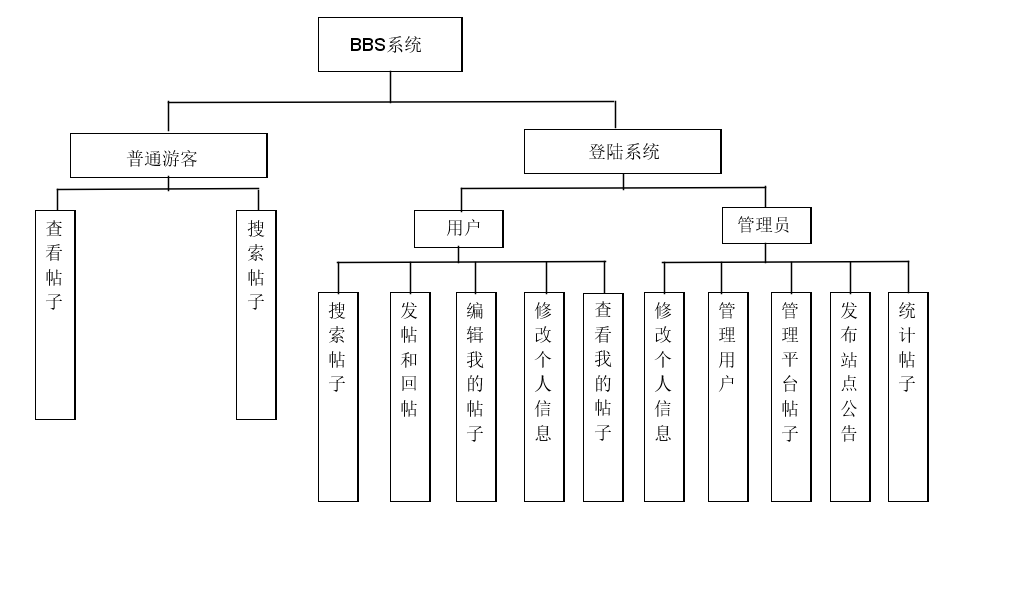 BBS系统
普通游客
登陆系统
用户
管理员
查看帖子
搜索帖子
搜索帖子
发帖和回帖
编辑我的帖子
修改个人信息
查看我的帖子
修改个人信息
管理用户
管理平台帖子
发布站点公告
统计帖子